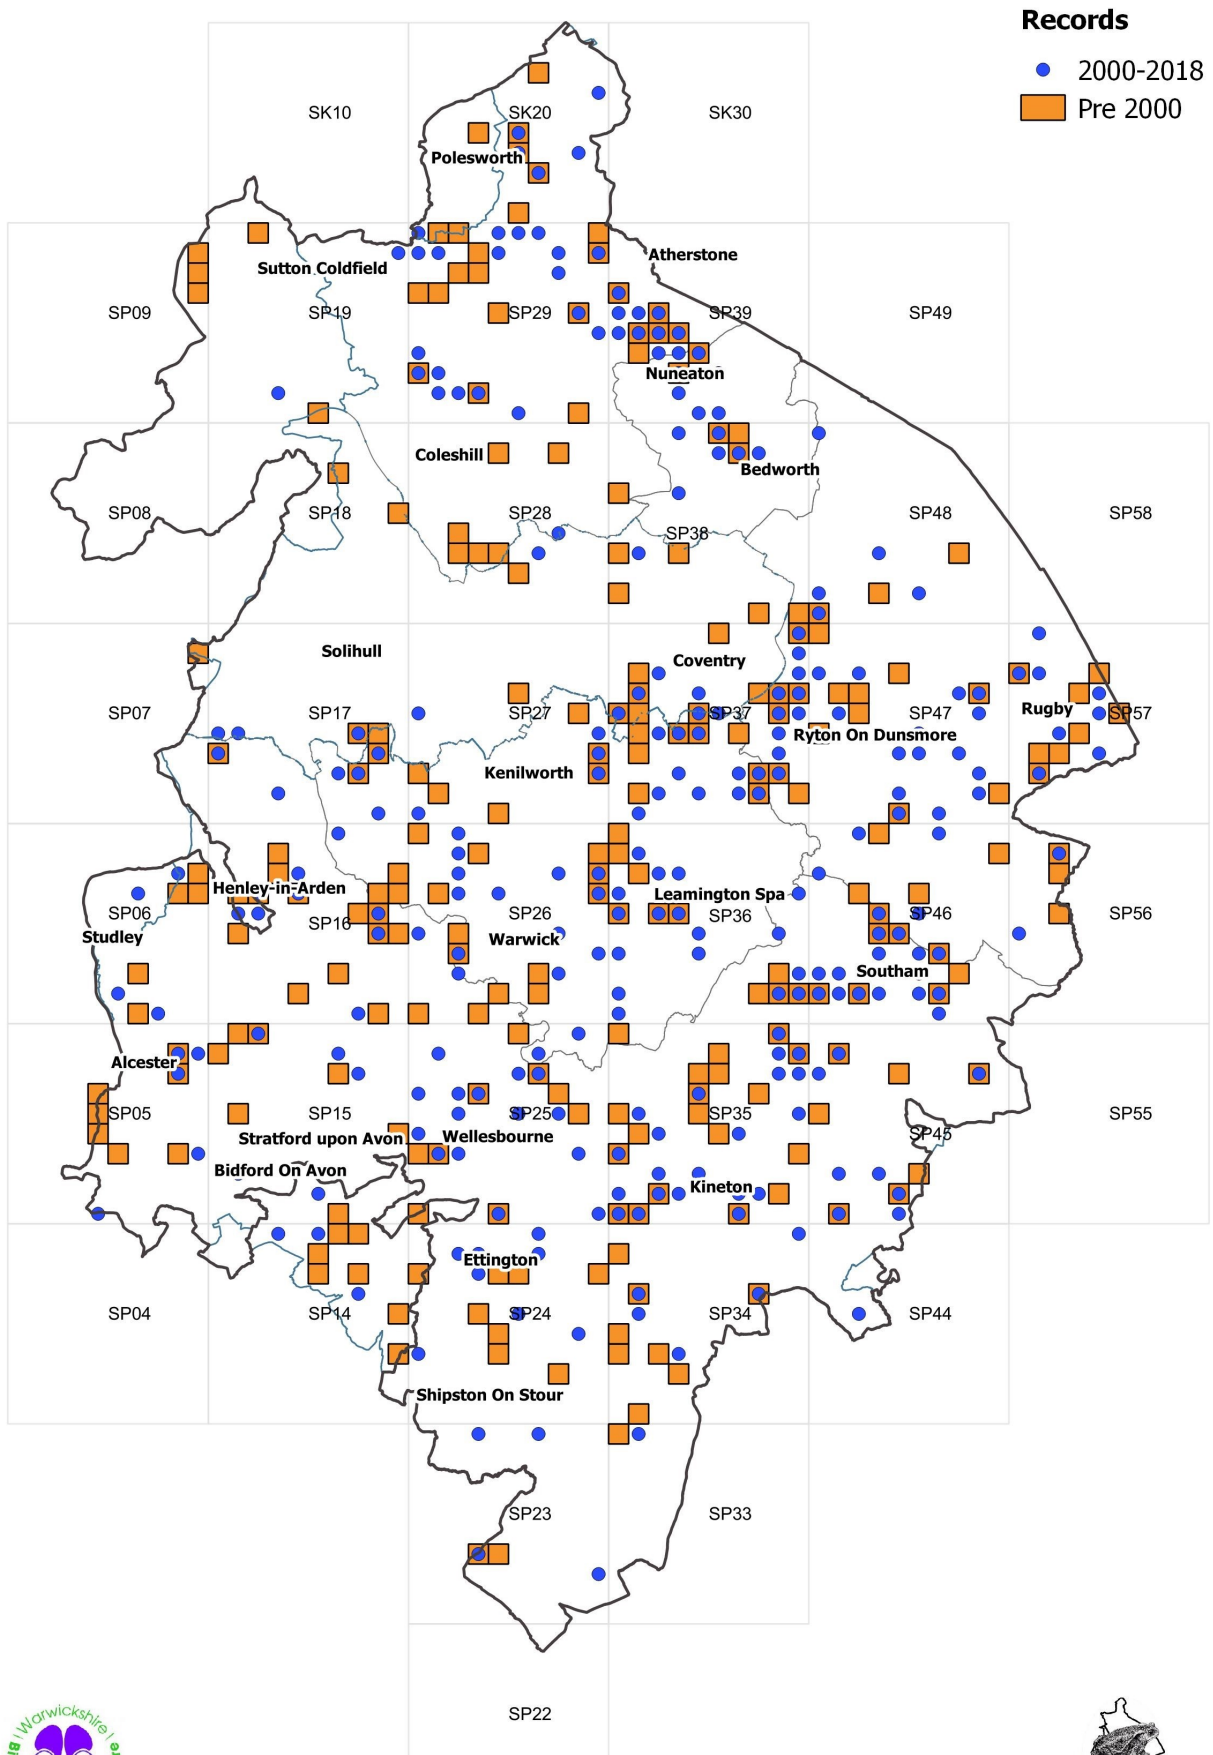 Records
2000-2018
Pre 2000
SK10
SK20
SK30
Polesworth
Atherstone
Sutton Coldfield
SP09
SP19
SP29
SP39
SP49
Nuneaton
Coleshill
Bedworth
SP08
SP18
SP28
SP38
SP48
SP58
Solihull
Coventry
SP07
SP17
SP27
SP37
SP47
Rugby
SP57
Ryton On Dunsmore
Kenilworth
Henley-in-Arden
Leamington Spa
SP06
SP16
SP26
SP36
SP46
SP56
Studley
Warwick
Southam
Alcester
SP05
SP15
SP25
SP35
SP45
SP55
Stratford upon Avon
Wellesbourne
Bidford On Avon
Kineton
Ettington
SP04
SP14
SP24
SP34
SP44
Shipston On Stour
SP23
SP33
SP22
Warwickshire